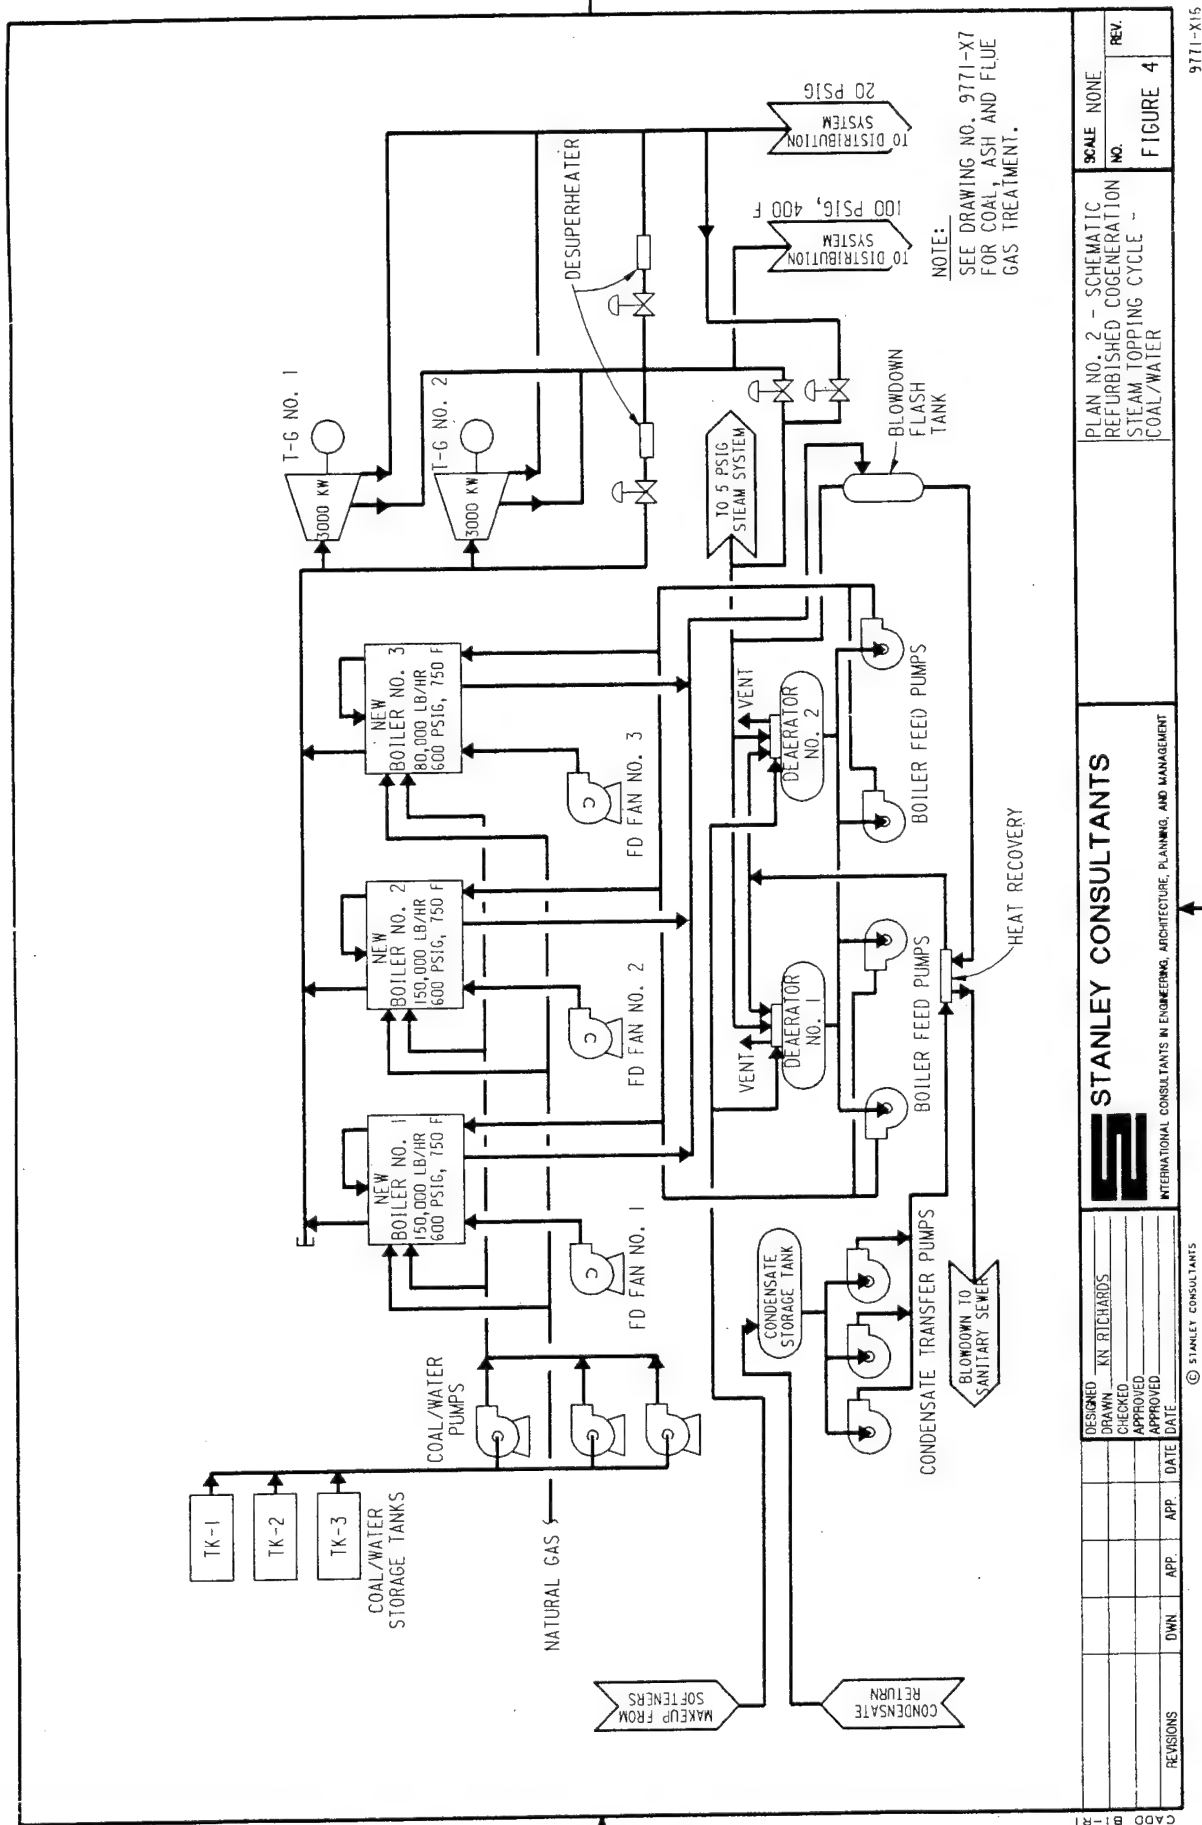 TK-1
TK-2
TK-3
COAL/WATER
STORAGE TANKS
COAL/WATER
PUMPS
NATURAL GAS
NEW
BOILER NO. 1
150,000 LB/HR
600 PSIG, 750 F
NEW
BOILER NO. 2
150,000 LB/HR
600 PSIG, 750 F
NEW
BOILER NO. 3
80,000 LB/HR
600 PSIG, 750 F
C
FD FAN NO. 1
C
FD FAN NO. 2
C
FD FAN NO. 3
T-G NO. 1
3000 KW
T-G NO. 2
3000 KW
DESUPERHEATER
TO 5 PSIG
STEAM SYSTEM
TO DISTRIBUTION
SYSTEM
20 PSIG
TO DISTRIBUTION
SYSTEM
100 PSIG, 400 F
MAKEUP FROM
SOFTENERS
CONDENSATE
RETURN
CONDENSATE
STORAGE TANK
CONDENSATE TRANSFER PUMPS
VENT
DEAERATOR
NO. 1
VENT
DEAERATOR
NO. 2
BOILER FEED PUMPS
BOILER FEED PUMPS
BLOWDOWN
FLASH
TANK
HEAT RECOVERY
BLOWDOWN TO
SANITARY SEWER
NOTE:
SEE DRAWING NO. 9771-X7
FOR COAL, ASH AND FLUE
GAS TREATMENT.
REVISIONS
DWN
APP.
APP.
DATE
DESIGNED
DRAWN KN RICHARDS
CHECKED
APPROVED
APPROVED
DATE
STANLEY CONSULTANTS
INTERNATIONAL CONSULTANTS IN ENGINEERING, ARCHITECTURE, PLANNING, AND MANAGEMENT
PLAN NO. 2 - SCHEMATIC
REFURBISHED COGENERATION
STEAM TOPPING CYCLE -
COAL/WATER
SCALE NONE
NO.
FIGURE 4
REV.
CADD B1-R1
© STANLEY CONSULTANTS
9771-X15